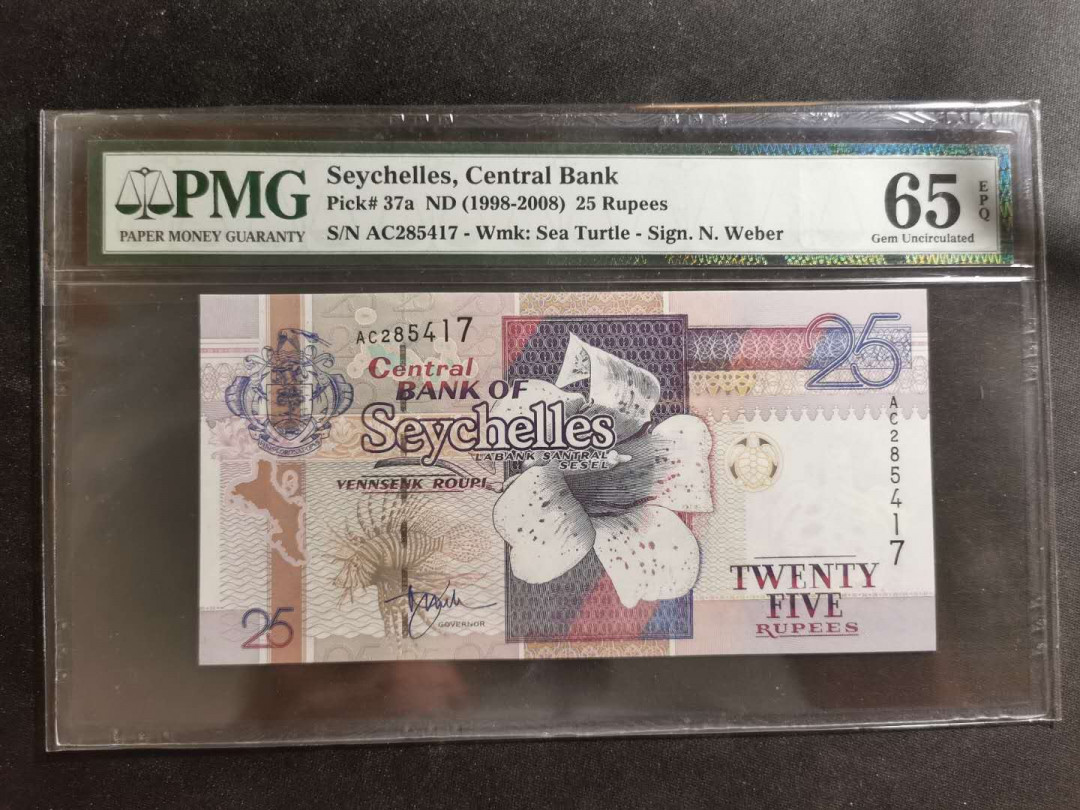 PMG
PAPER MONEY GUARANTY
Seychelles, Central Bank
Pick# 37a ND (1998-2008) 25 Rupees
S/N AC285417 - Wmk: Sea Turtle - Sign. N. Weber
65
EPQ
Gem Uncirculated
AC285417
25
Central
BANK OF
Seychelles
LABANK SANTRAL
SESEL
YENNSENK ROUPI
AC285417
GOVERNOR
25
TWENTY
FIVE
RUPEES